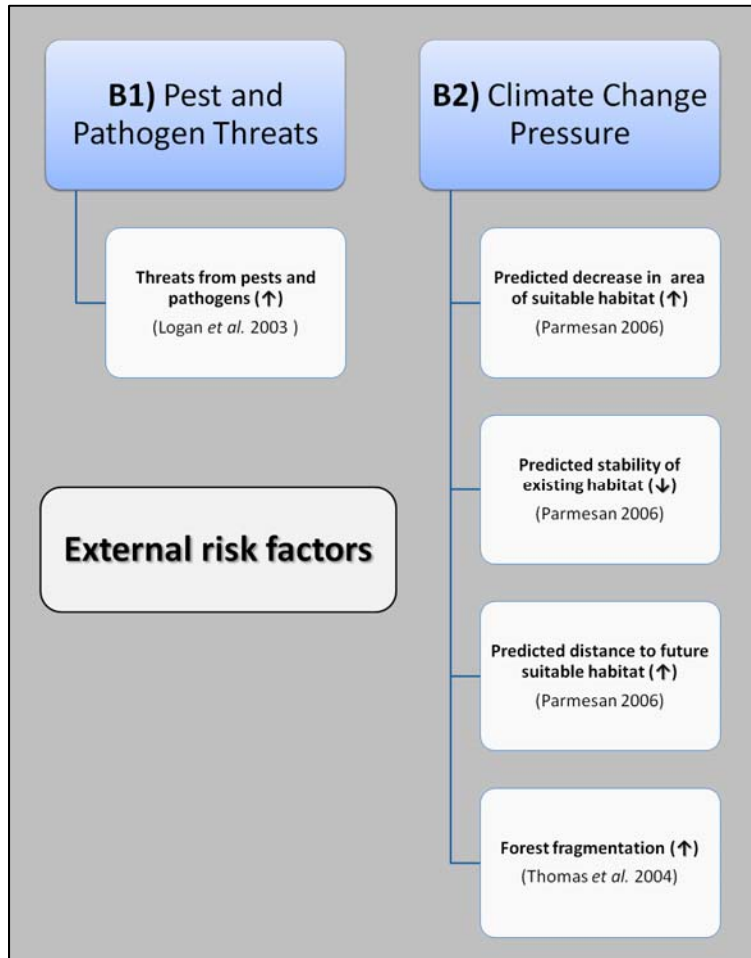 B1) Pest and
Pathogen Threats
Threats from pests and
pathogens (↑)
(Logan et al. 2003 )
External risk factors
B2) Climate Change
Pressure
Predicted decrease in area
of suitable habitat (↑)
(Parmesan 2006)
Predicted stability of
existing habitat (↓)
(Parmesan 2006)
Predicted distance to future
suitable habitat (↑)
(Parmesan 2006)
Forest fragmentation (↑)
(Thomas et al. 2004)